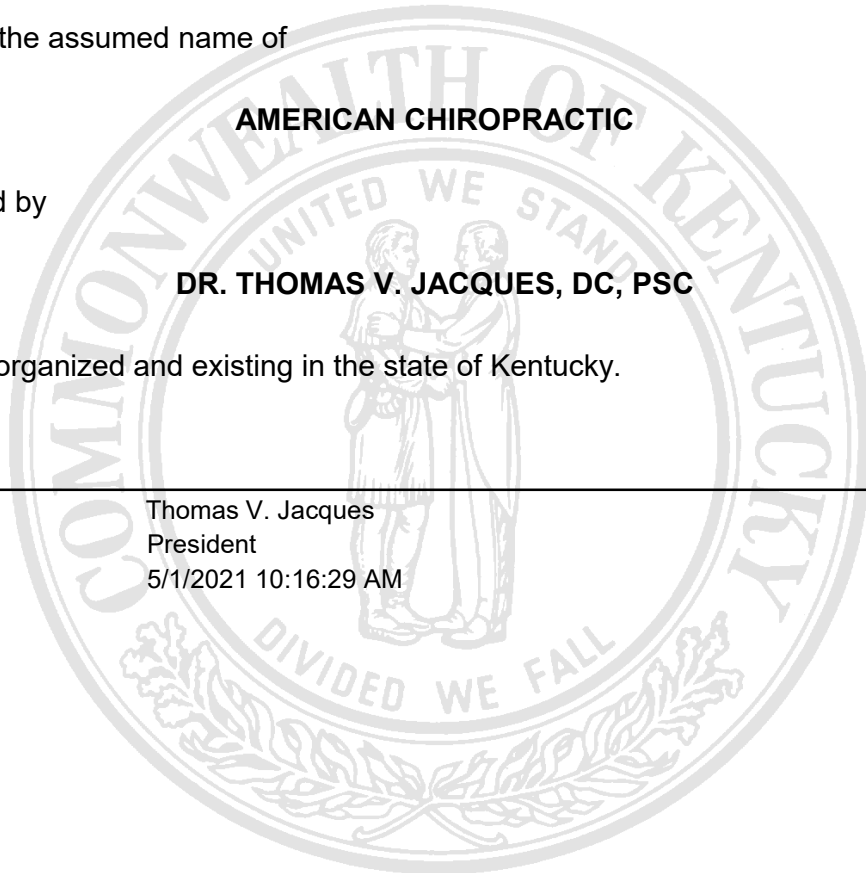 the assumed name of
AMERICAN CHIROPRACTIC
d by
DR. THOMAS V. JACQUES, DC, PSC
organized and existing in the state of Kentucky.
Thomas V. Jacques
President
5/1/2021 10:16:29 AM
COMMONWEALTH OF KENTUCKY
UNITED WE STAND
DIVIDED WE FALL